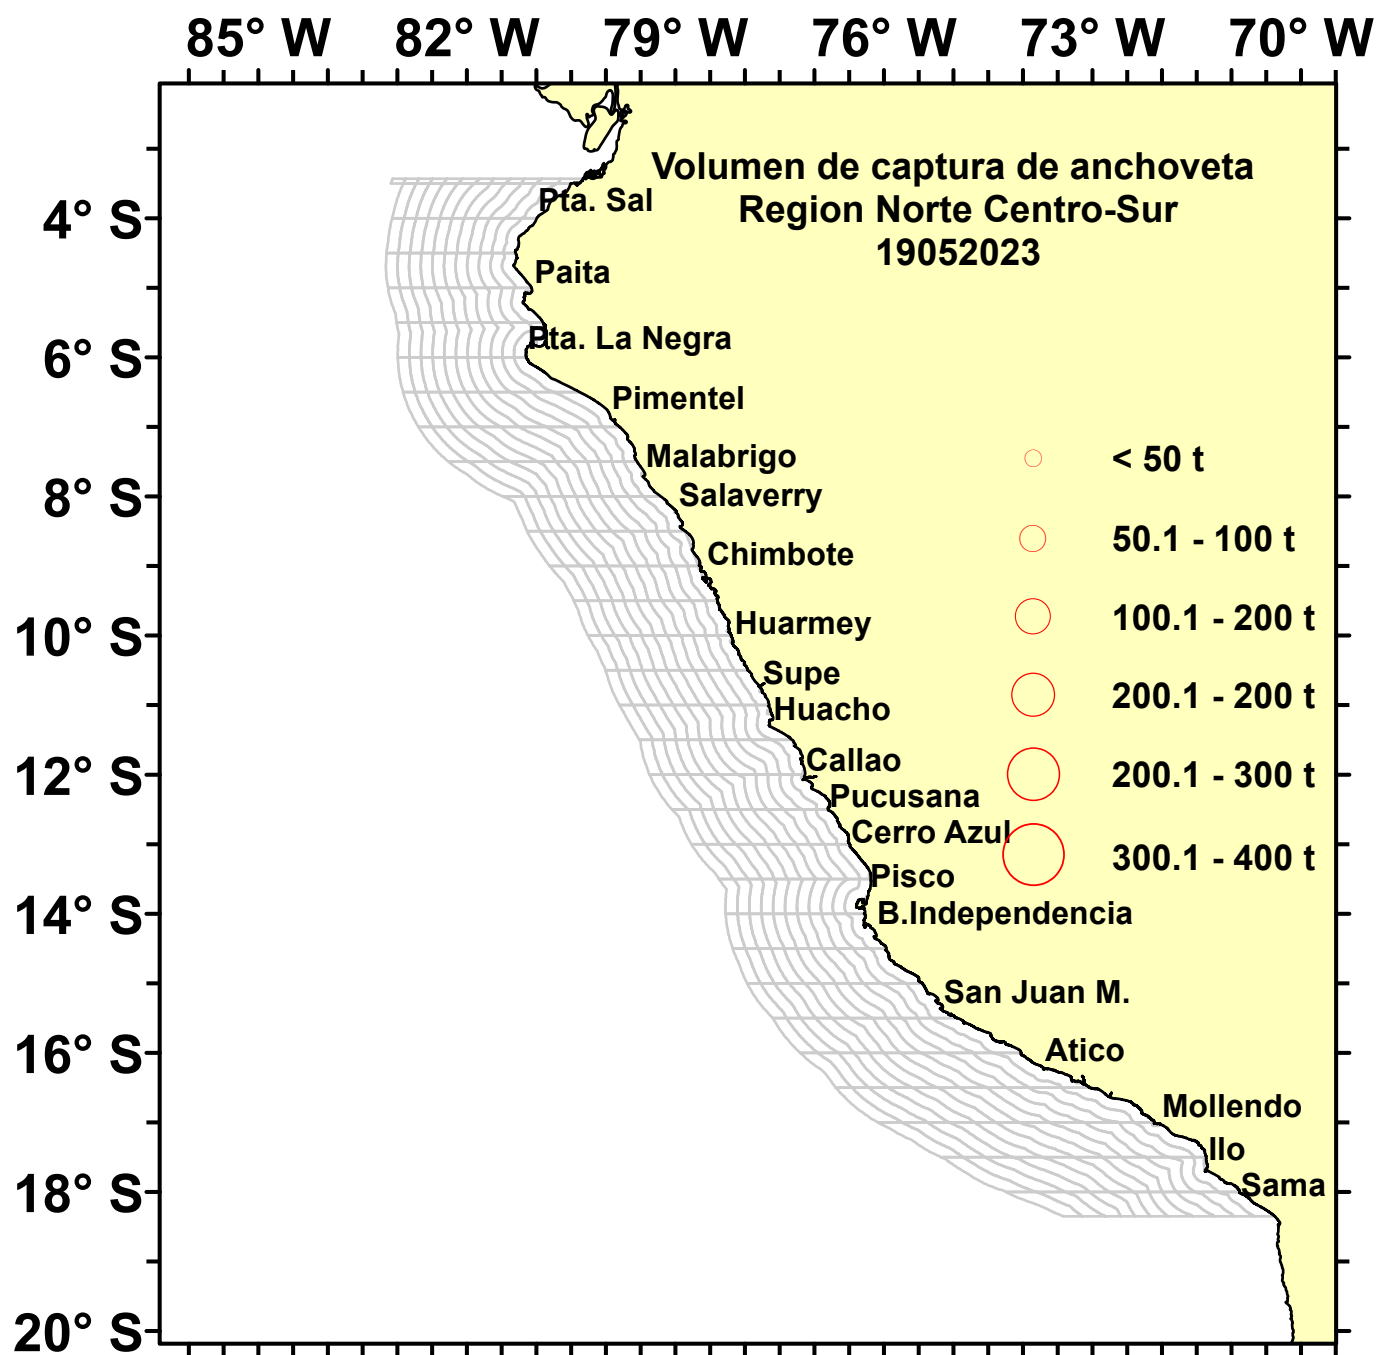 85° W 82° W 79° W 76° W 73° W 70° W
Volumen de captura de anchoveta
Region Norte Centro-Sur
19052023
4° S
6° S
8° S
10° S
12° S
14° S
16° S
18° S
20° S
Pta. Sal
Paita
Pta. La Negra
Pimentel
Malabrigo
Salaverry
Chimbote
Huarmey
Supe
Huacho
Callao
Pucusana
Cerro Azul
Pisco
B.Independencia
San Juan M.
Atico
Mollendo
Ilo
Sama
< 50 t
50.1 - 100 t
100.1 - 200 t
200.1 - 200 t
200.1 - 300 t
300.1 - 400 t